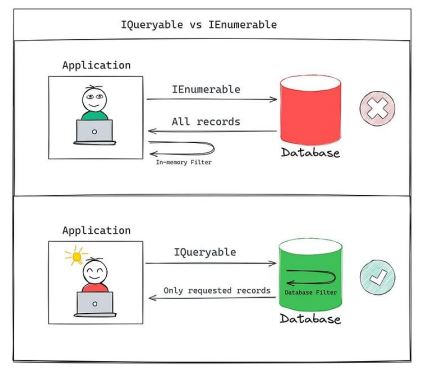 IQueryable vs IEnumerable
Application
IEnumerable
All records
In-memory Filter
Database
Application
IQueryable
Only requested records
Database Filter
Database